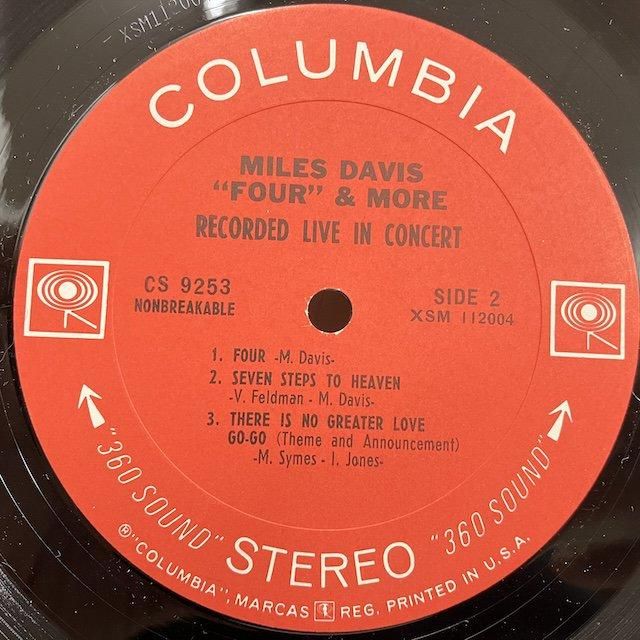 XSM112004
COLUMBIA
MILES DAVIS
"FOUR" & MORE
RECORDED LIVE IN CONCERT
CS 9253
NONBREAKABLE
SIDE 2
XSM 112004
1. FOUR -M. Davis-
2. SEVEN STEPS TO HEAVEN
-V. Feldman - M. Davis-
3. THERE IS NO GREATER LOVE
GO-GO (Theme and Announcement)
-M. Symes - I. Jones-
"360 SOUND" STEREO "360 SOUND"
®"COLUMBIA", MARCAS REG. PRINTED IN U.S.A.